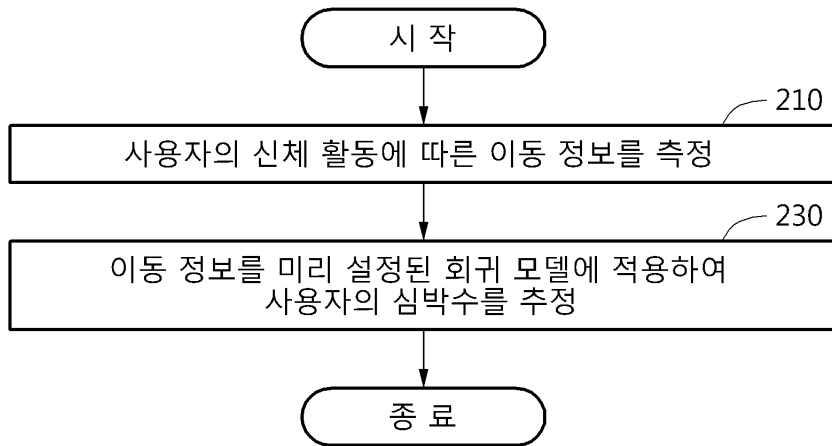 시 작
210
사용자의 신체 활동에 따른 이동 정보를 측정
230
이동 정보를 미리 설정된 회귀 모델에 적용하여
사용자의 심박수를 추정
종 료